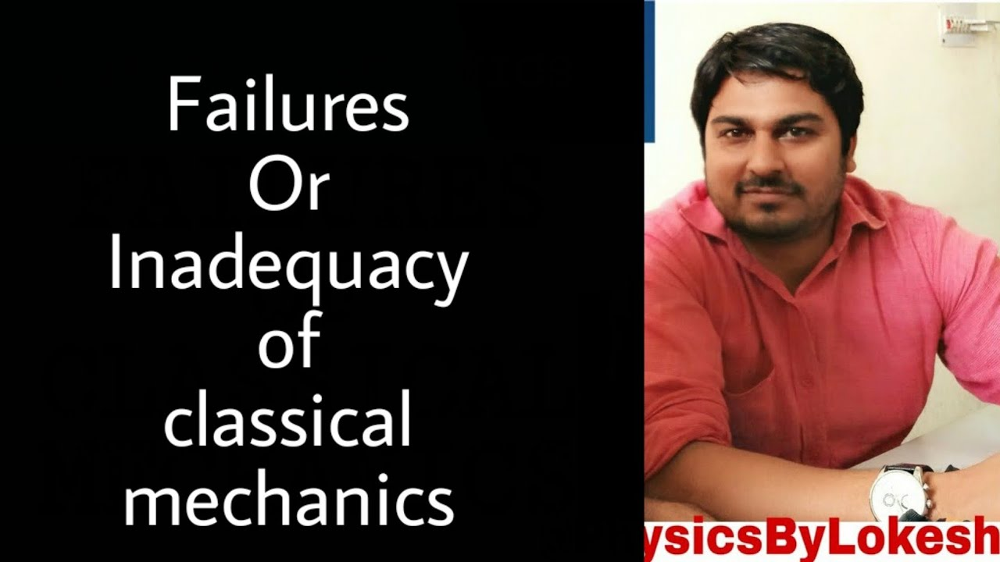 Failures
Or
Inadequacy
of
classical
mechanics
ysicsByLokesh